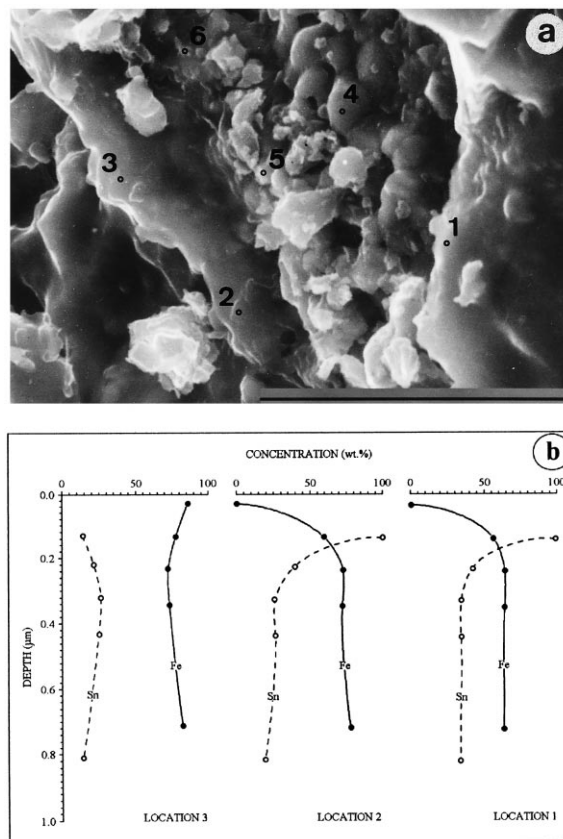 a
6
4
3
5
1
2
b
CONCENTRATION (wt.%)
0 50 100 0 50 100 0 50 100
0.0
0.2
0.4
0.6
0.8
1.0
DEPTH (μm)
Sn Fe Sn Fe Sn Fe
LOCATION 3 LOCATION 2 LOCATION 1